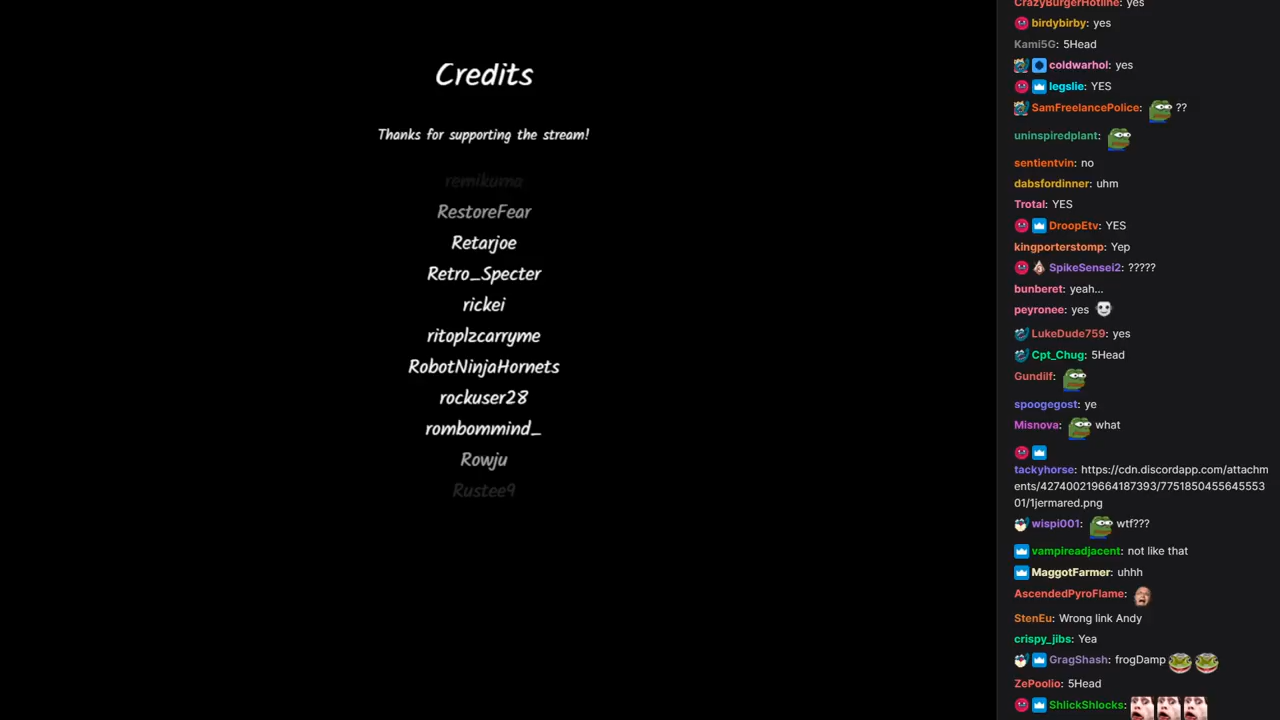 Credits
Thanks for supporting the stream!
remikuma
RestoreFear
Retarjoe
Retro_Specter
rickei
ritoplzcarryme
RobotNinjaHornets
rockuser28
rombommind_
Rowju
Rustee9
CrazyBurgerHotline: yes
birdybirby: yes
Kami5G: 5Head
coldwarhol: yes
legslie: YES
SamFreelancePolice: ??
uninspiredplant:
sentientvin: no
dabsfordinner: uhm
Trotal: YES
DroopEtv: YES
kingporterstomp: Yep
SpikeSensei2: ?????
bunberet: yeah...
peyronee: yes
LukeDude759: yes
Cpt_Chug: 5Head
Gundilf:
spoogegost: ye
Misnova: what
tackyhorse: https://cdn.discordapp.com/attachm
ents/427400219664187393/7751850455645553
01/1jermared.png
wispi001: wtf???
vampireadjacent: not like that
MaggotFarmer: uhhh
AscendedPyroFlame:
StenEu: Wrong link Andy
crispy_jibs: Yea
GragShash: frogDamp
ZePoolio: 5Head
ShlickShlocks: